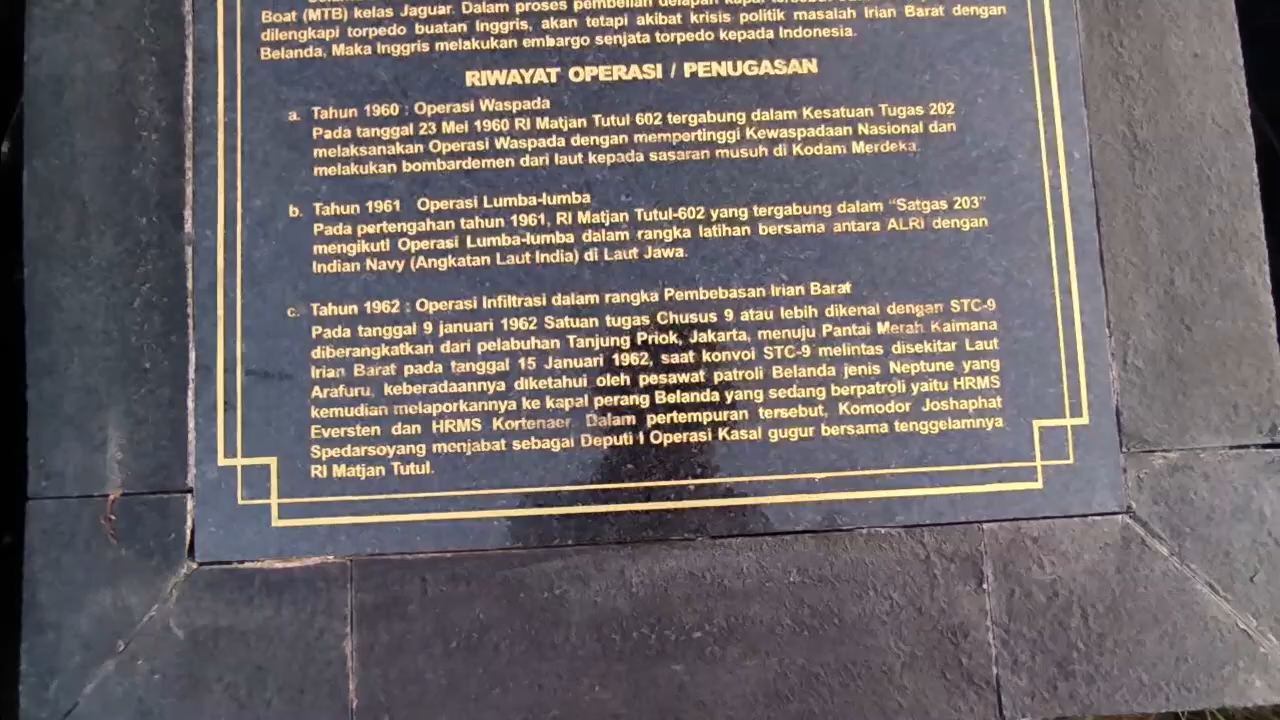 Boat (MTB) kelas Jaguar. Dalam proses pembelian delapan kapal tersebut
dilengkapi torpedo buatan Inggris, akan tetapi akibat krisis politik masalah Irian Barat dengan
Belanda, Maka Inggris melakukan embargo senjata torpedo kepada Indonesia.
RIWAYAT OPERASI / PENUGASAN
a. Tahun 1960 : Operasi Waspada
Pada tanggal 23 Mei 1960 RI Matjan Tutul 602 tergabung dalam Kesatuan Tugas 202
melaksanakan Operasi Waspada dengan mempertinggi Kewaspadaan Nasional dan
melakukan bombardemen dari laut kepada sasaran musuh di Kodam Merdeka.
b. Tahun 1961 Operasi Lumba-lumba
Pada pertengahan tahun 1961, RI Matjan Tutul-602 yang tergabung dalam “Satgas 203”
mengikuti Operasi Lumba-lumba dalam rangka latihan bersama antara ALRI dengan
Indian Navy (Angkatan Laut India) di Laut Jawa.
c. Tahun 1962 : Operasi Infiltrasi dalam rangka Pembebasan Irian Barat
Pada tanggal 9 januari 1962 Satuan tugas Chusus 9 atau lebih dikenal dengan STC-9
diberangkatkan dari pelabuhan Tanjung Priok, Jakarta, menuju Pantai Merah Kaimana
Irian Barat pada tanggal 15 Januari 1962, saat konvoi STC-9 melintas disekitar Laut
Arafuru, keberadaannya diketahui oleh pesawat patroli Belanda jenis Neptune yang
kemudian melaporkannya ke kapal perang Belanda yang sedang berpatroli yaitu HRMS
Eversten dan HRMS Kortenaer. Dalam pertempuran tersebut, Komodor Joshaphat
Spedarsoyang menjabat sebagai Deputi I Operasi Kasal gugur bersama tenggelamnya
RI Matjan Tutul.